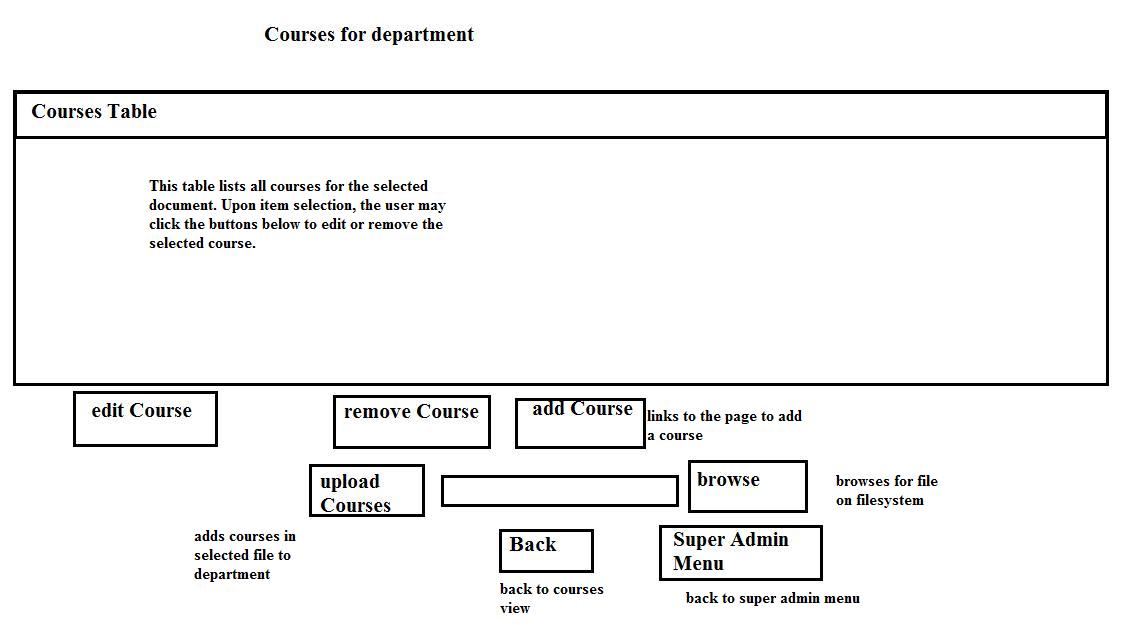 Courses for department
Courses Table
This table lists all courses for the selected
document. Upon item selection, the user may
click the buttons below to edit or remove the
selected course.
edit Course
remove Course
add Course
links to the page to add
a course
upload
Courses
browse
browses for file
on filesystem
adds courses in
selected file to
department
Back
Super Admin
Menu
back to courses
view
back to super admin menu